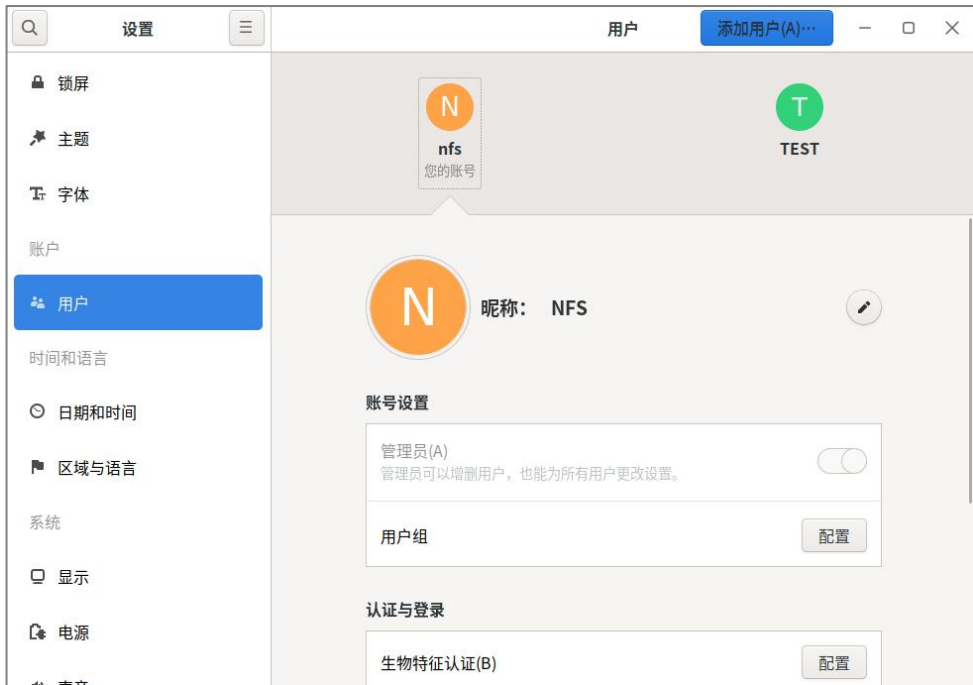 设置
用户
添加用户(A)…
锁屏
主题
字体
账户
用户
时间和语言
日期和时间
区域与语言
系统
显示
电源
N
nfs
您的账号
T
TEST
N
昵称： NFS
账号设置
管理员(A)
管理员可以增删用户，也能为所有用户更改设置。
用户组
配置
认证与登录
生物特征认证(B)
配置